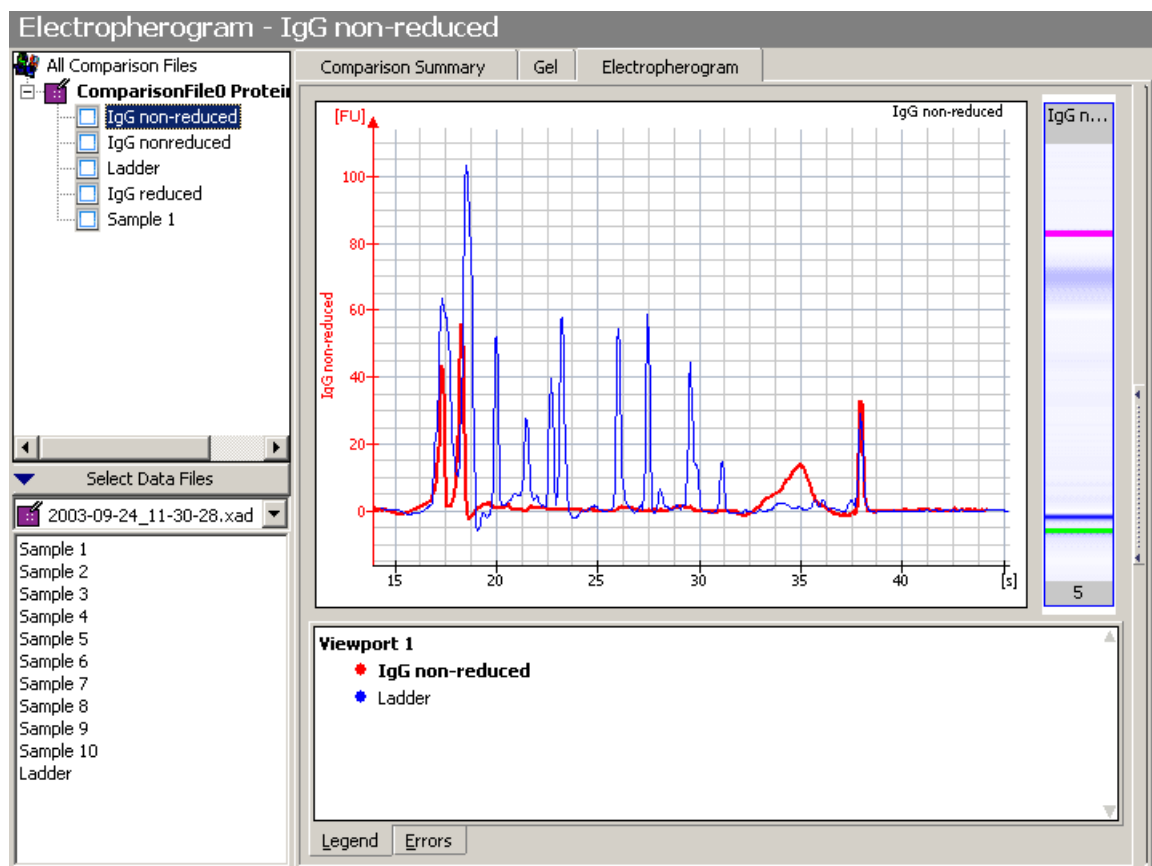 Electropherogram - IgG non-reduced
All Comparison Files
ComparisonFile0 Protein
IgG non-reduced
IgG nonreduced
Ladder
IgG reduced
Sample 1
Select Data Files
2003-09-24_11-30-28.xad
Sample 1
Sample 2
Sample 3
Sample 4
Sample 5
Sample 6
Sample 7
Sample 8
Sample 9
Sample 10
Ladder
Comparison Summary
Gel
Electropherogram
[FU]
IgG non-reduced
100
80
60
40
20
0
IgG non-reduced
15
20
25
30
35
40
[s]
IgG n...
5
Viewport 1
IgG non-reduced
Ladder
Legend
Errors